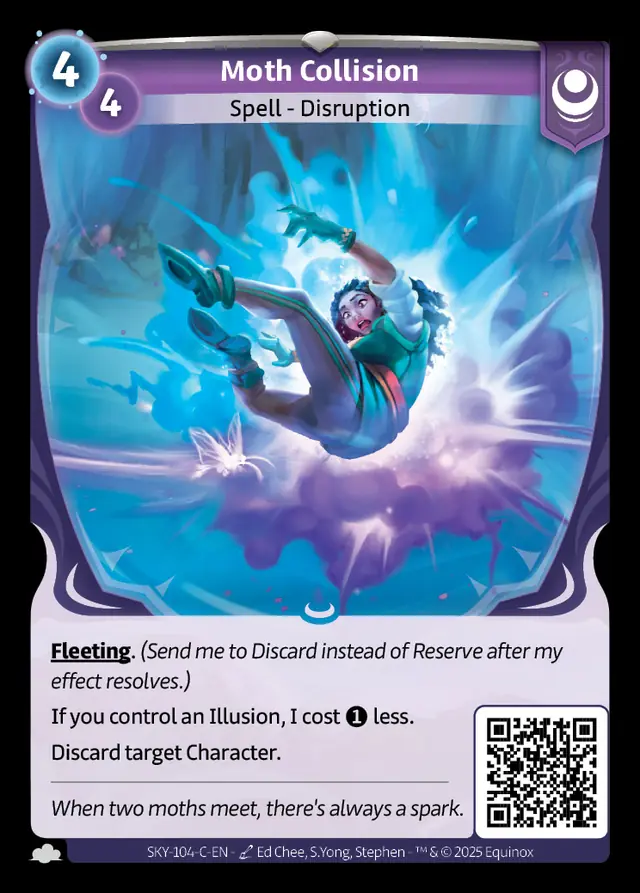 4
4
Moth Collision
Spell - Disruption
Fleeting. (Send me to Discard instead of Reserve after my
effect resolves.)
If you control an Illusion, I cost 1 less.
Discard target Character.
When two moths meet, there's always a spark.
SKY-104-C-EN - Ed Chee, S.Yong, Stephen - ™ & © 2025 Equinox